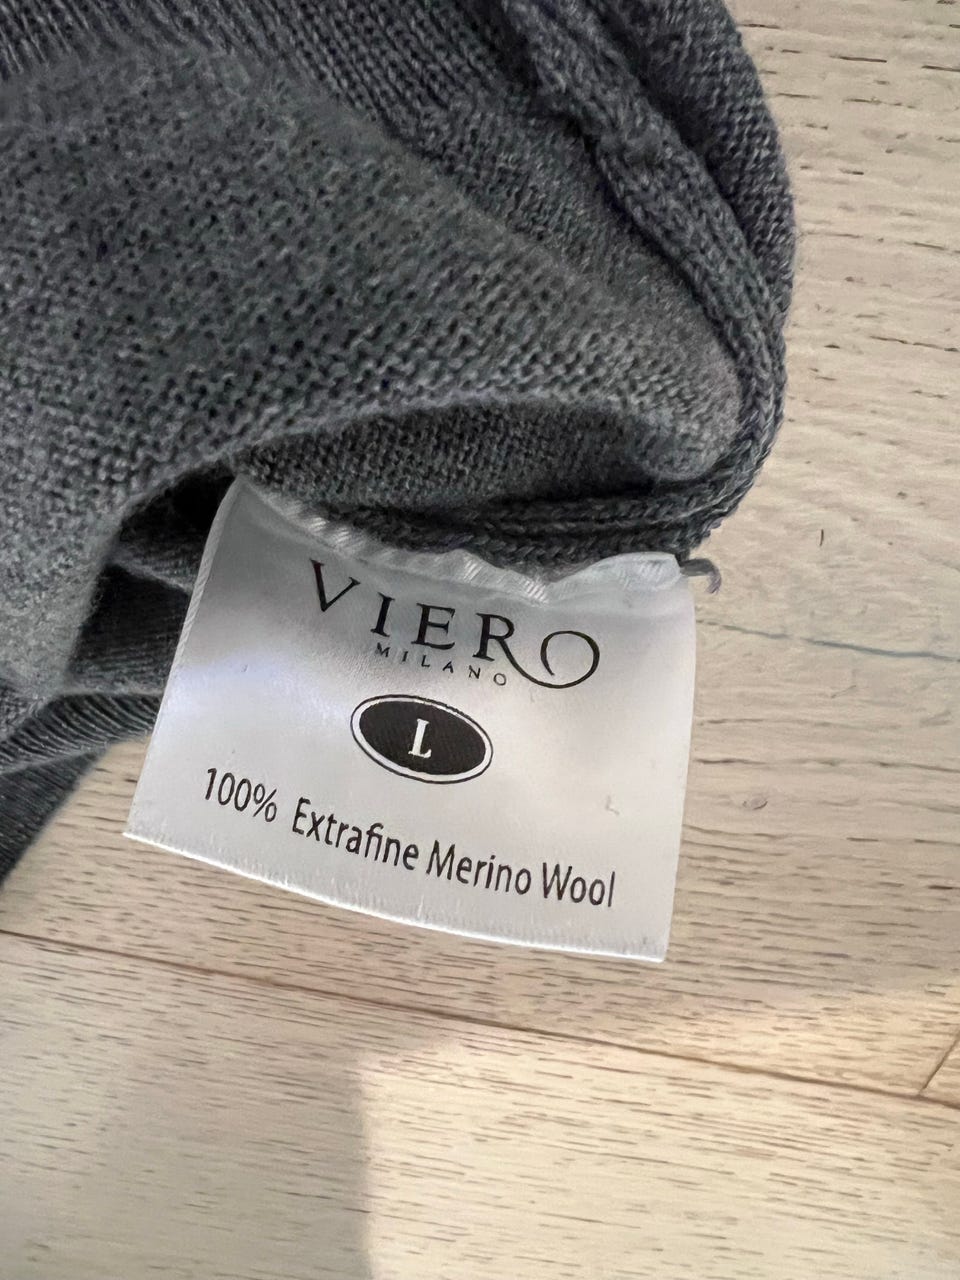 VIERO
MILANO
L
100% Extrafine Merino Wool